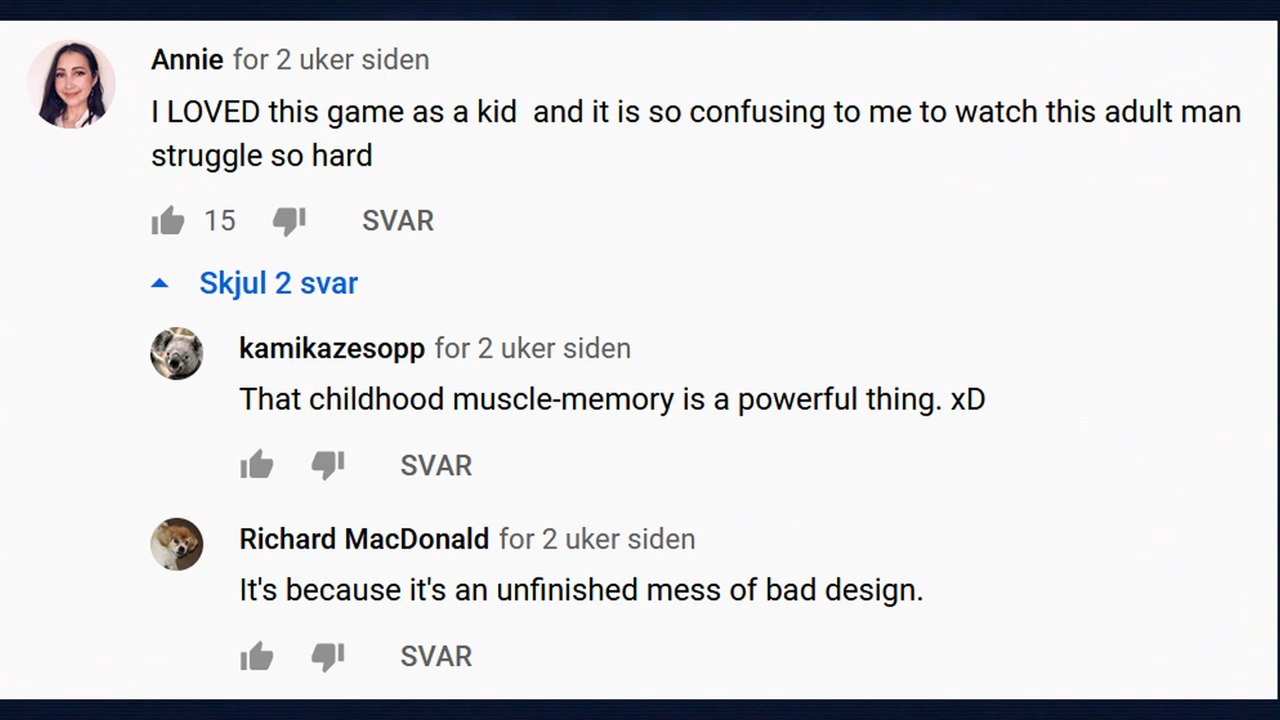 Annie for 2 uker siden
I LOVED this game as a kid  and it is so confusing to me to watch this adult man
struggle so hard
15 SVAR
Skjul 2 svar
kamikazesopp for 2 uker siden
That childhood muscle-memory is a powerful thing. xD
SVAR
Richard MacDonald for 2 uker siden
It's because it's an unfinished mess of bad design.
SVAR